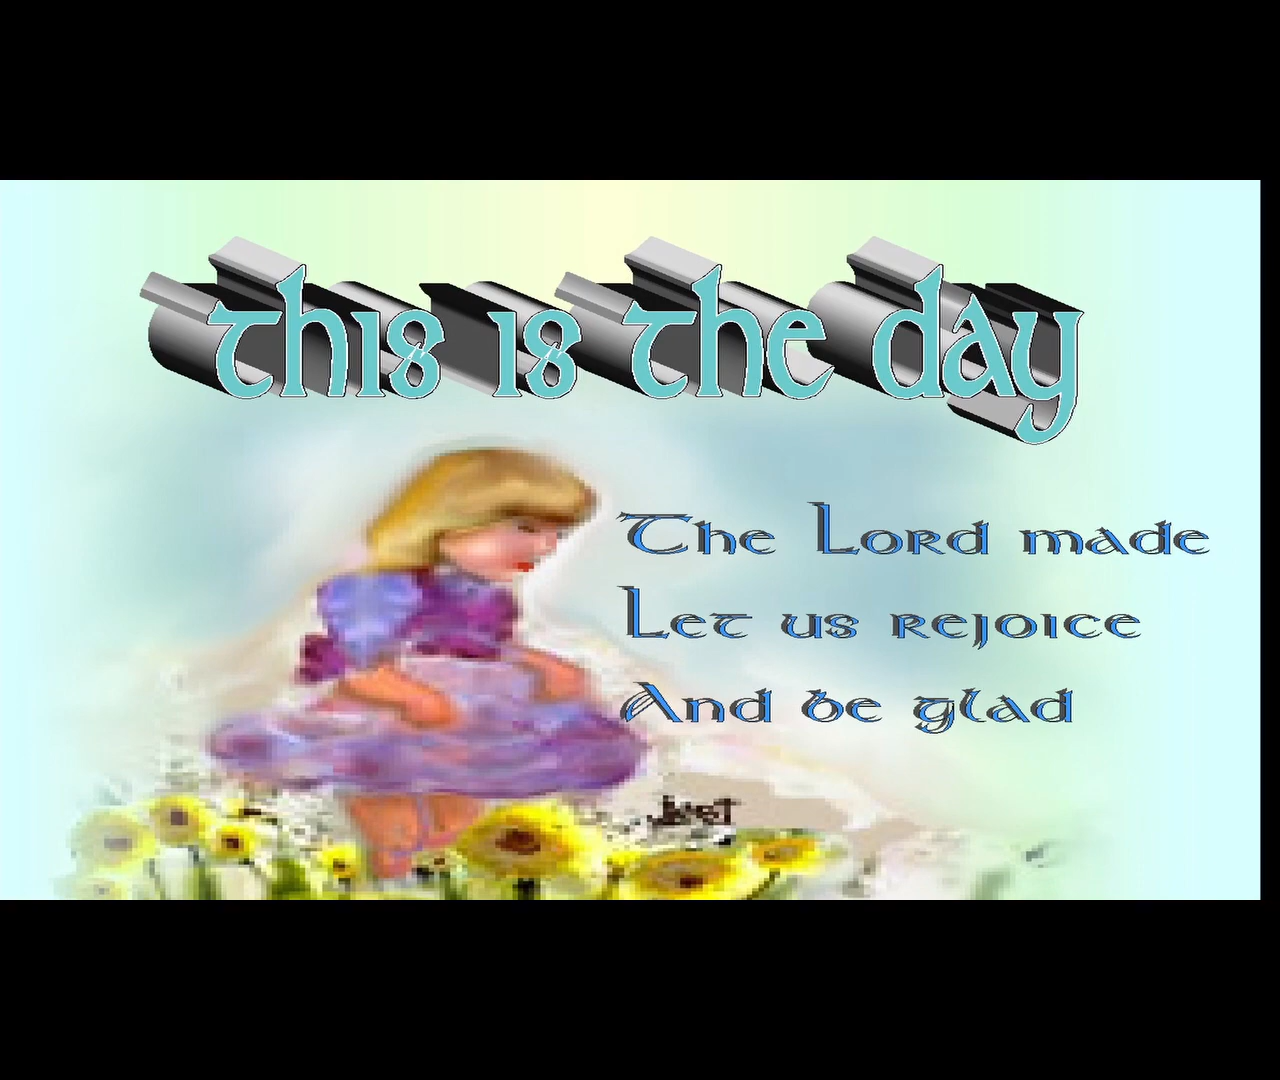 this is the day
The Lord made
Let us rejoice
And be glad